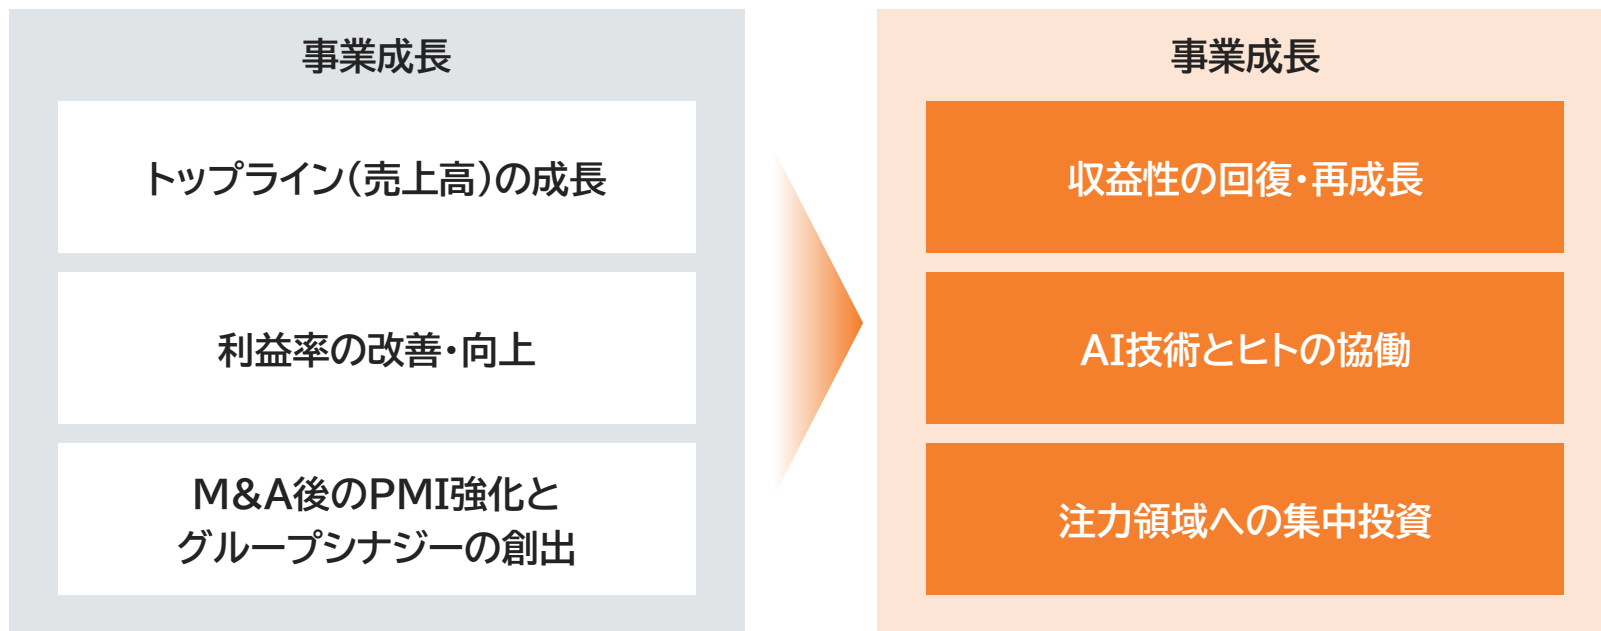 事業成長
トップライン(売上高)の成長
利益率の改善・向上
M&A後のPMI強化と
グループシナジーの創出
事業成長
収益性の回復・再成長
AI技術とヒトの協働
注力領域への集中投資